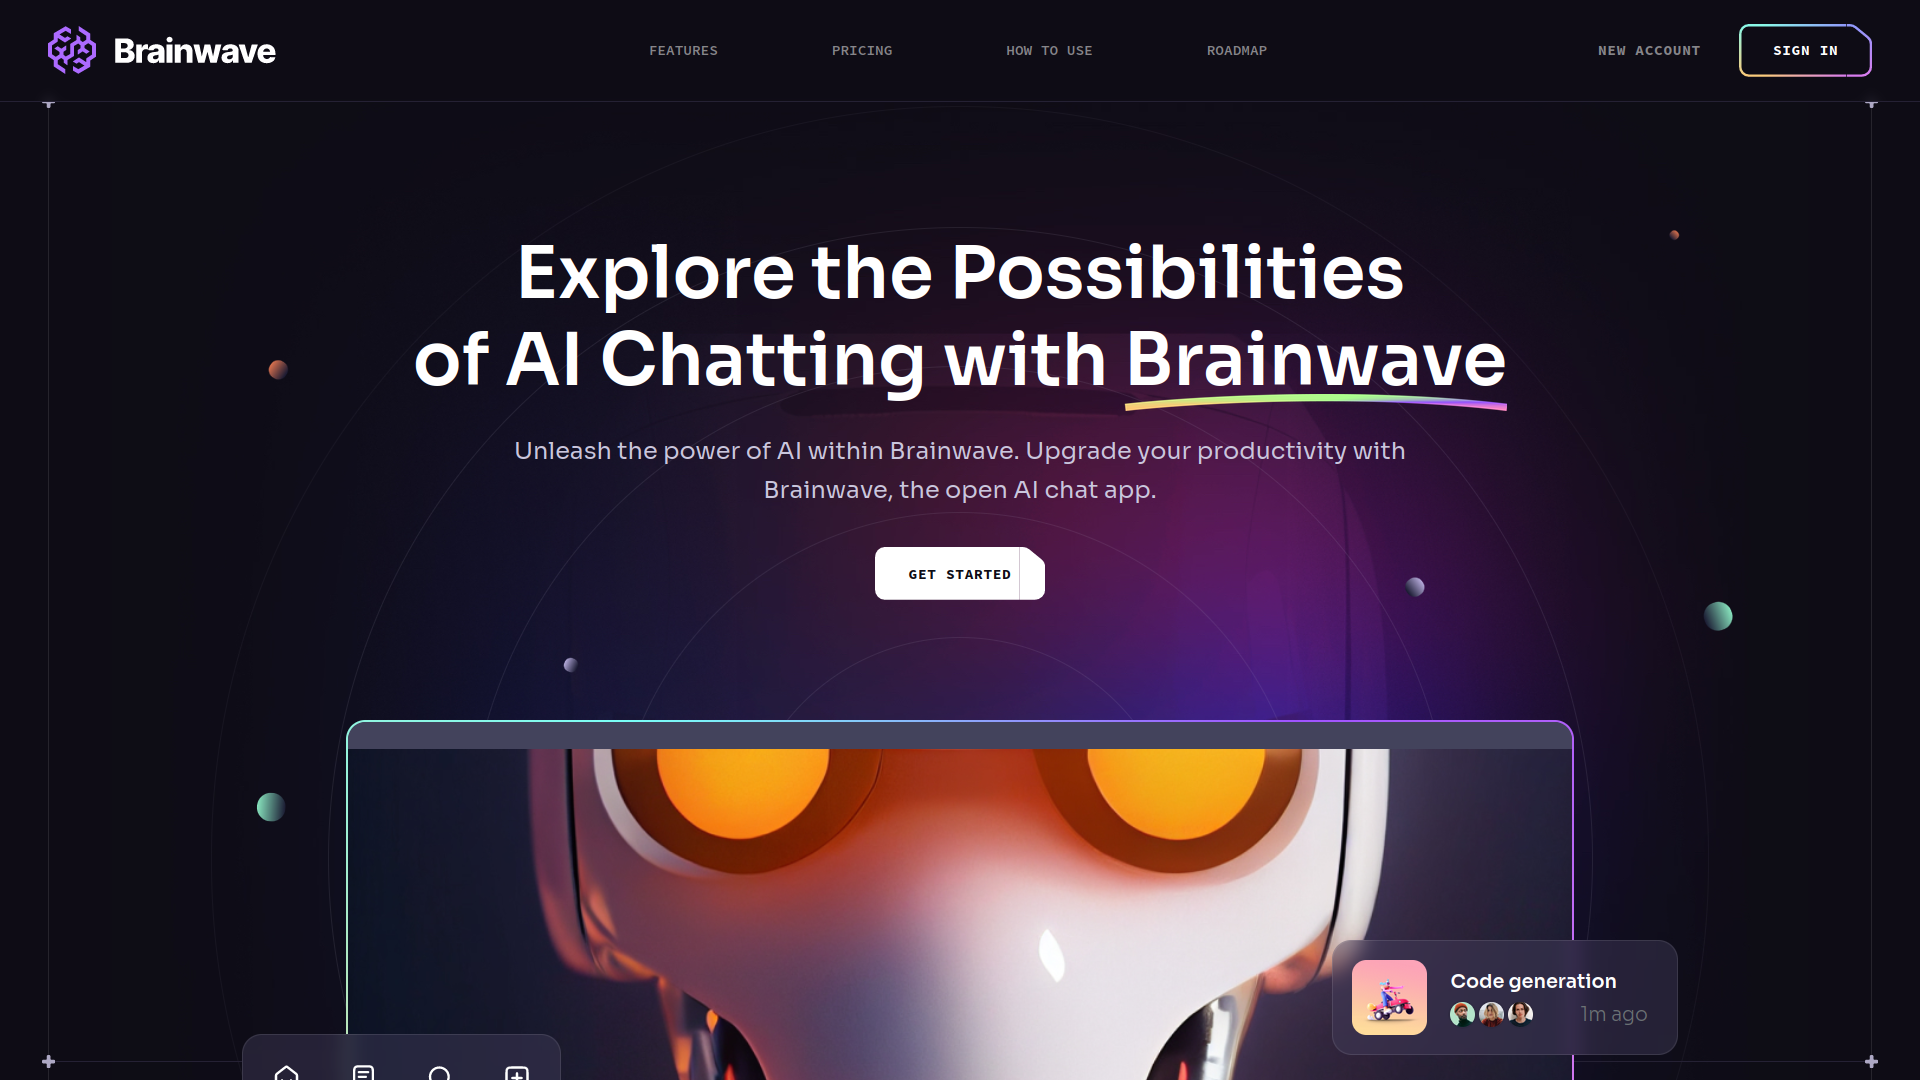 Brainwave
FEATURES
PRICING
HOW TO USE
ROADMAP
NEW ACCOUNT
SIGN IN
Explore the Possibilities
of AI Chatting with Brainwave
Unleash the power of AI within Brainwave. Upgrade your productivity with
Brainwave, the open AI chat app.
GET STARTED
Code generation
1m ago